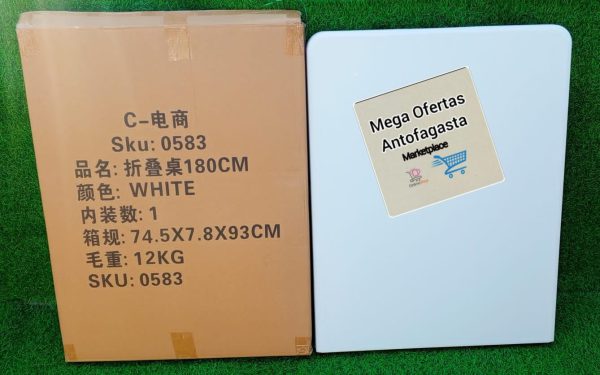 C-电商
Sku: 0583
品名: 折叠桌180CM
颜色: WHITE
内装数: 1
箱规: 74.5X7.8X93CM
毛重: 12KG
SKU: 0583
Mega Ofertas
Antofagasta
Marketplace